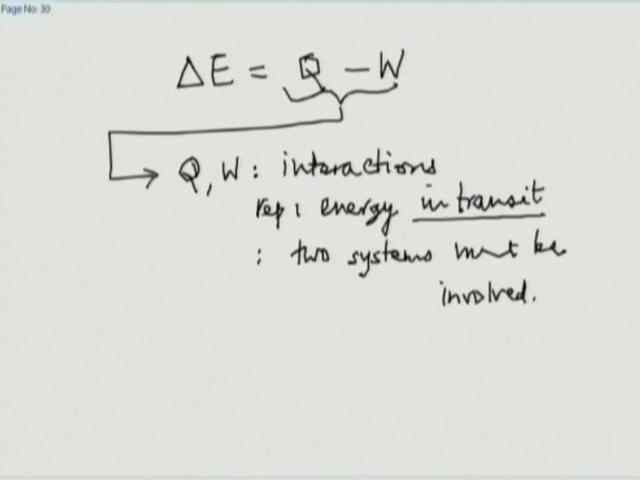 Page No: 30
ΔE = Q − W
Q, W : interactions
rep : energy in transit
: two systems must be
involved.